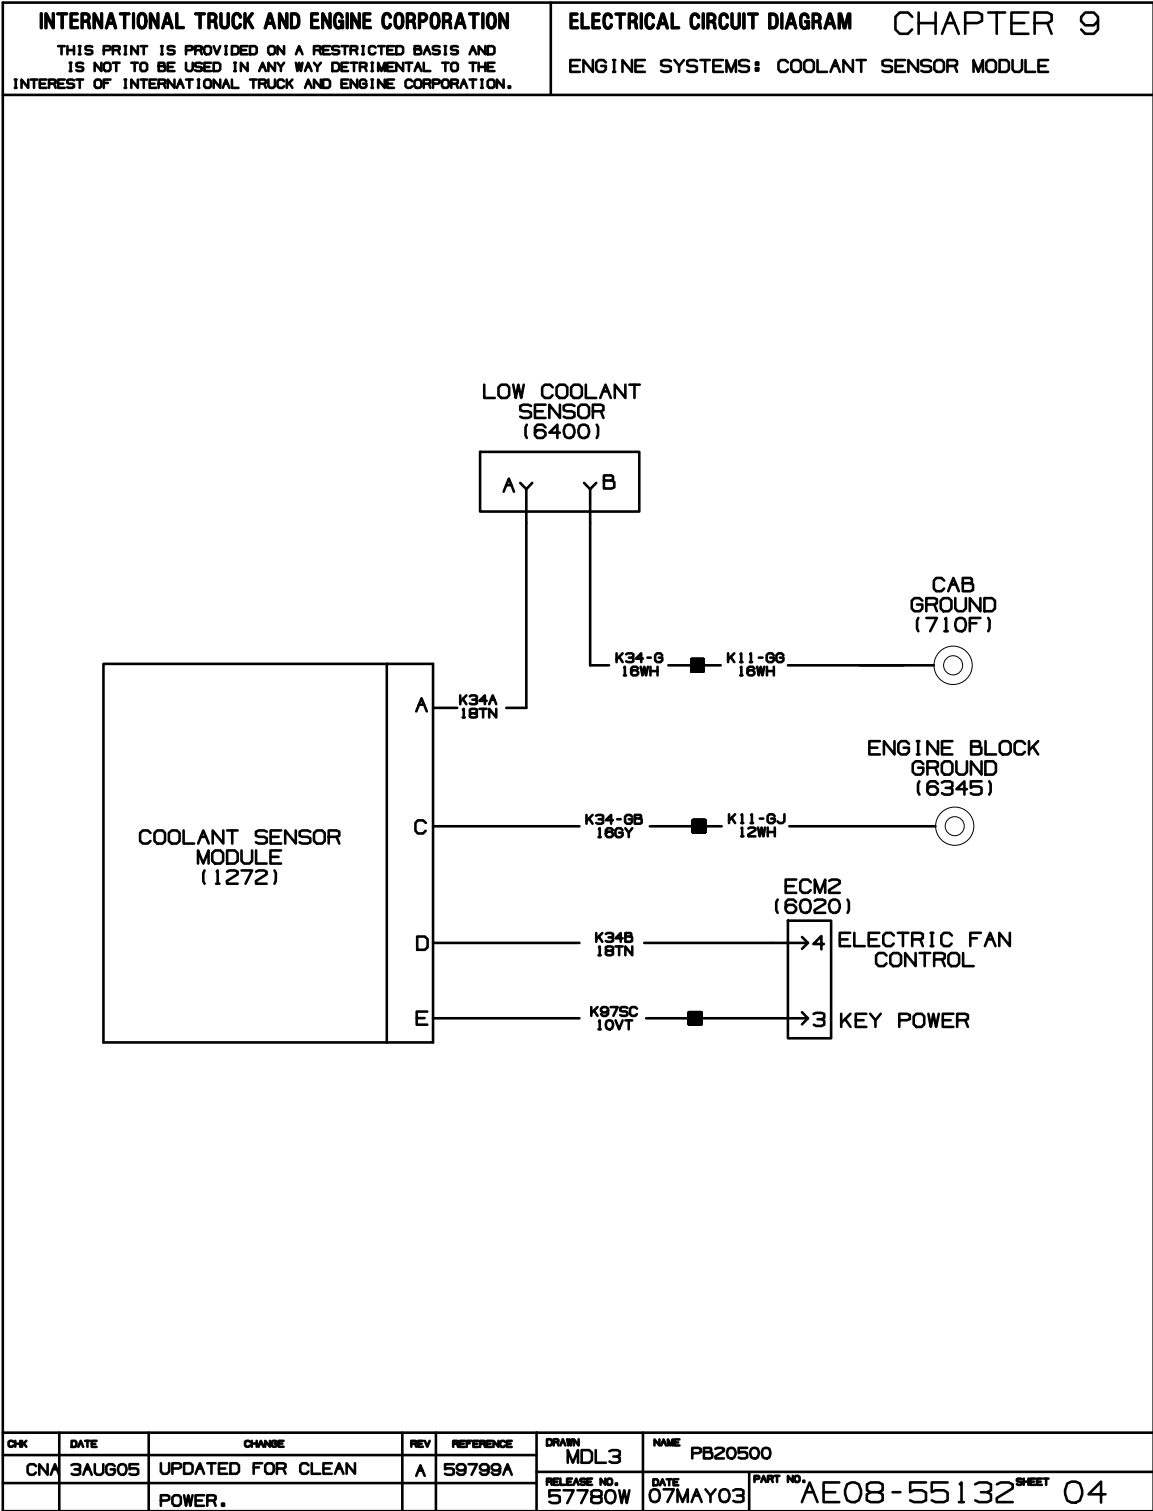 INTERNATIONAL TRUCK AND ENGINE CORPORATION
THIS PRINT IS PROVIDED ON A RESTRICTED BASIS AND
IS NOT TO BE USED IN ANY WAY DETRIMENTAL TO THE
INTEREST OF INTERNATIONAL TRUCK AND ENGINE CORPORATION.
ELECTRICAL CIRCUIT DIAGRAM CHAPTER 9
ENGINE SYSTEMS: COOLANT SENSOR MODULE
LOW COOLANT
SENSOR
(6400)
A B
CAB
GROUND
(710F)
K34-G K11-GG
16WH 16WH
A
K34A
18TN
ENGINE BLOCK
GROUND
(6345)
C
K34-GB K11-GJ
16GY 12WH
COOLANT SENSOR
MODULE
(1272)
ECM2
(6020)
D
K34B
18TN
4 ELECTRIC FAN
CONTROL
E
K97SC
10VT
3 KEY POWER
CHK DATE CHANGE REV REFERENCE
CNA 3AUG05 UPDATED FOR CLEAN A 59799A
POWER.
DRAWN
MDL3
NAME
PB20500
RELEASE NO.
57780W
DATE
07MAY03
PART NO. AE08-55132 SHEET 04